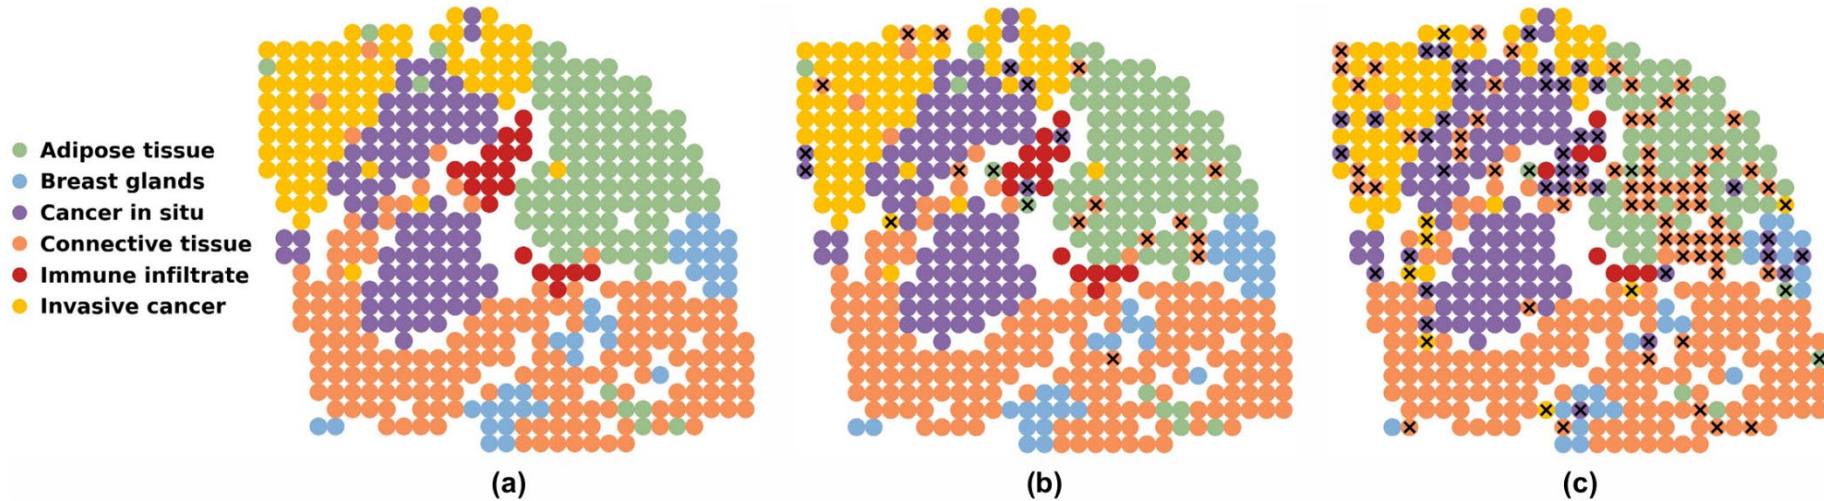 Adipose tissue
Breast glands
Cancer in situ
Connective tissue
Immune infiltrate
Invasive cancer
(a)
(b)
(c)